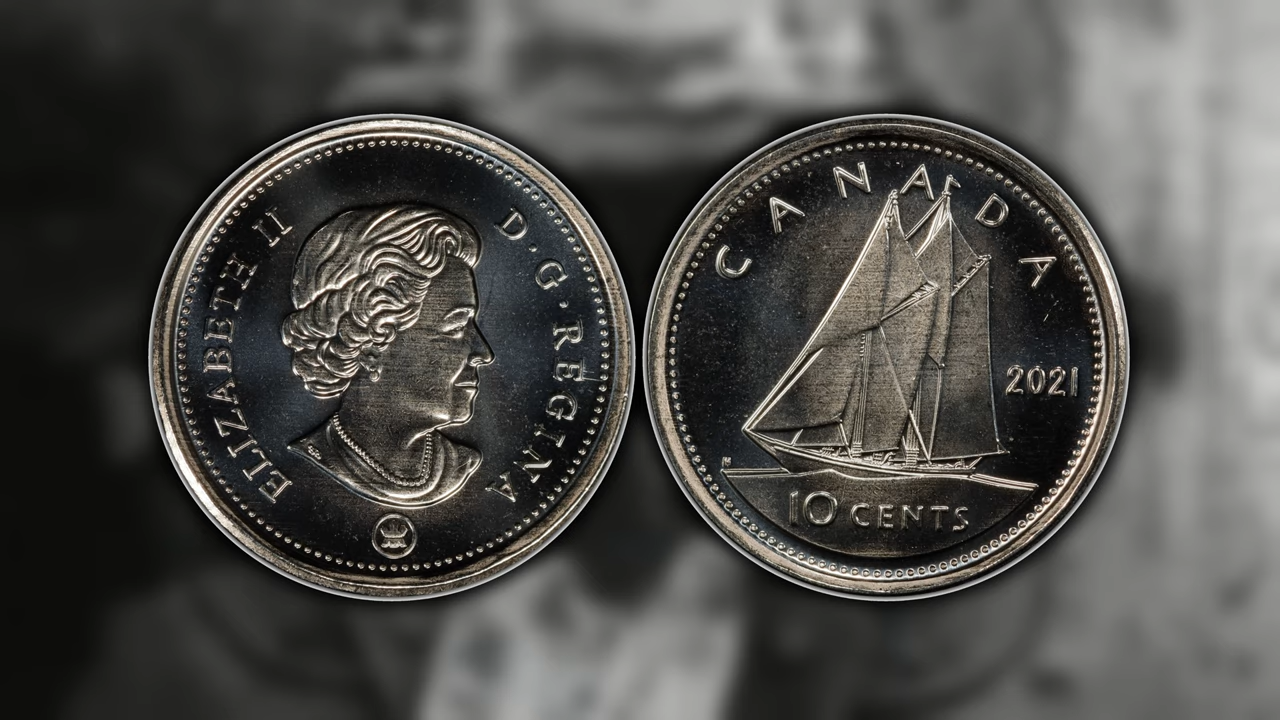 ELIZABETH II
D·G·REGINA
CANADA
2021
H
10 CENTS